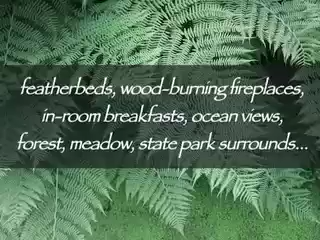 featherbeds, wood-burning fireplaces,
in-room breakfasts, ocean views,
forest, meadow, state park surrounds...